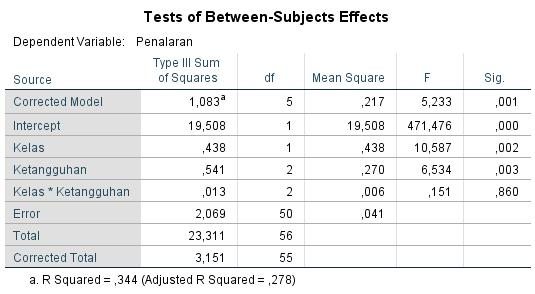 Tests of Between-Subjects Effects
Dependent Variable: Penalaran
Source Type III Sum of Squares df Mean Square F Sig.
Corrected Model 1,083a 5 ,217 5,233 ,001
Intercept 19,508 1 19,508 471,476 ,000
Kelas ,438 1 ,438 10,587 ,002
Ketangguhan ,541 2 ,270 6,534 ,003
Kelas * Ketangguhan ,013 2 ,006 ,151 ,860
Error 2,069 50 ,041
Total 23,311 56
Corrected Total 3,151 55
a. R Squared = ,344 (Adjusted R Squared = ,278)